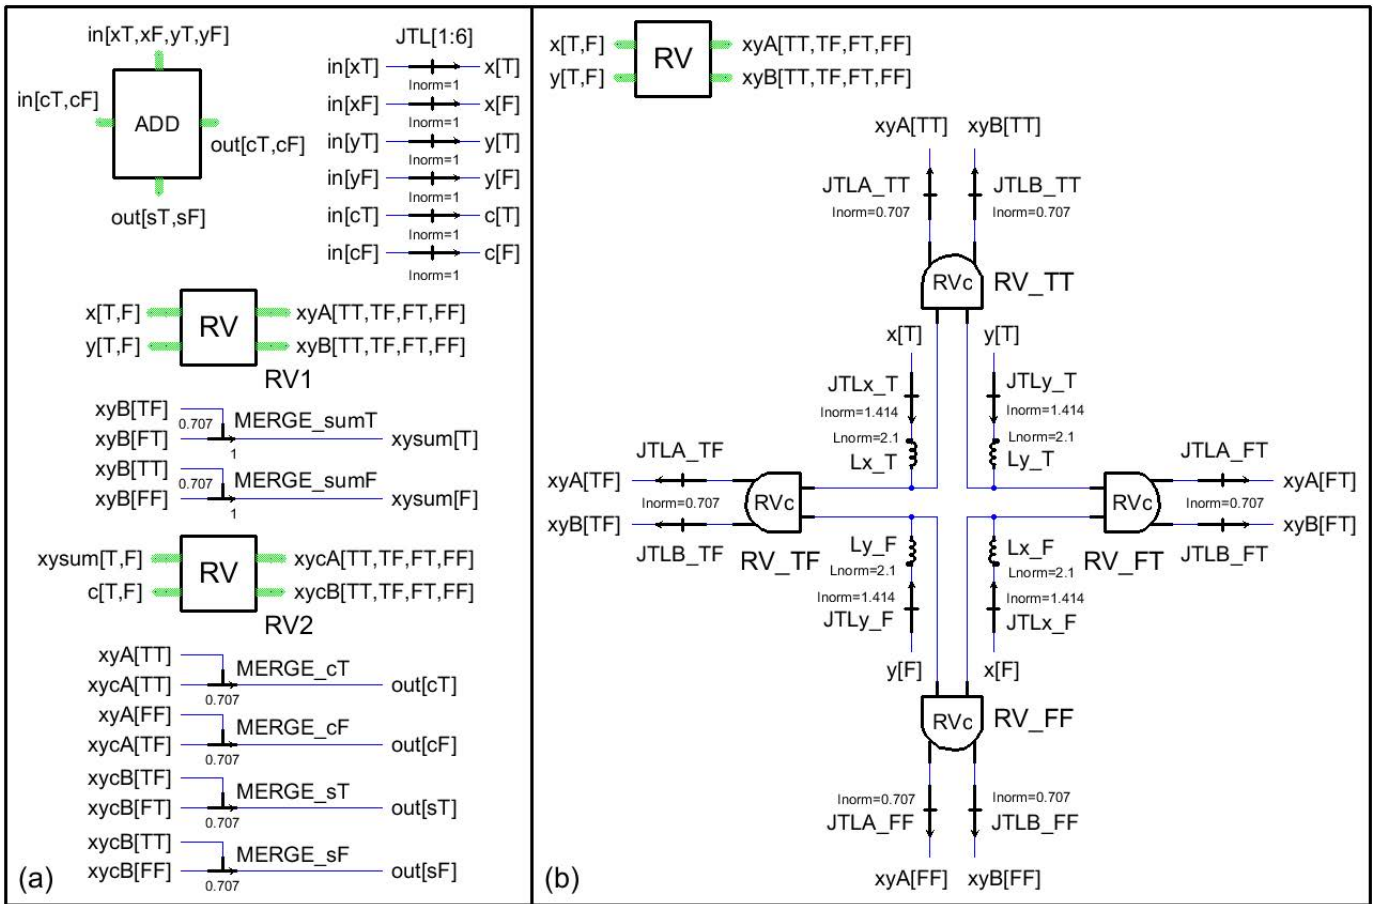 in[xT,xF,yT,yF]
in[cT,cF]
ADD
out[cT,cF]
out[sT,sF]
JTL[1:6]
in[xT] x[T]
Inorm=1
in[xF] x[F]
Inorm=1
in[yT] y[T]
Inorm=1
in[yF] y[F]
Inorm=1
in[cT] c[T]
Inorm=1
in[cF] c[F]
Inorm=1
x[T,F] xyA[TT,TF,FT,FF]
RV
y[T,F] xyB[TT,TF,FT,FF]
RV1
xyB[TF]
0.707 MERGE_sumT
xyB[FT] xysum[T]
1
xyB[TT]
0.707 MERGE_sumF
xyB[FF] xysum[F]
1
xysum[T,F] xycA[TT,TF,FT,FF]
RV
c[T,F] xycB[TT,TF,FT,FF]
RV2
xyA[TT]
MERGE_cT
xycA[TT] out[cT]
0.707
xyA[FF]
MERGE_cF
xycA[TF] out[cF]
0.707
xycB[TF]
MERGE_sT
xycB[FT] out[sT]
0.707
xycB[TT]
MERGE_sF
xycB[FF] out[sF]
0.707
(a)
x[T,F] xyA[TT,TF,FT,FF]
RV
y[T,F] xyB[TT,TF,FT,FF]
xyA[TT] xyB[TT]
JTLA_TT JTLB_TT
Inorm=0.707 Inorm=0.707
RVc RV_TT
x[T] y[T]
JTLx_T JTLy_T
Inorm=1.414 Inorm=1.414
Lnorm=2.1 Lnorm=2.1
Lx_T Ly_T
JTLA_TF JTLA_FT
xyA[TF] xyA[FT]
Inorm=0.707 RVc RVc Inorm=0.707
xyB[TF] xyB[FT]
JTLB_TF RV_TF RV_FT JTLB_FT
Ly_F Lx_F
Lnorm=2.1 Lnorm=2.1
Inorm=1.414 Inorm=1.414
JTLy_F JTLx_F
y[F] x[F]
RVc RV_FF
Inorm=0.707 Inorm=0.707
JTLA_FF JTLB_FF
xyA[FF] xyB[FF]
(b)